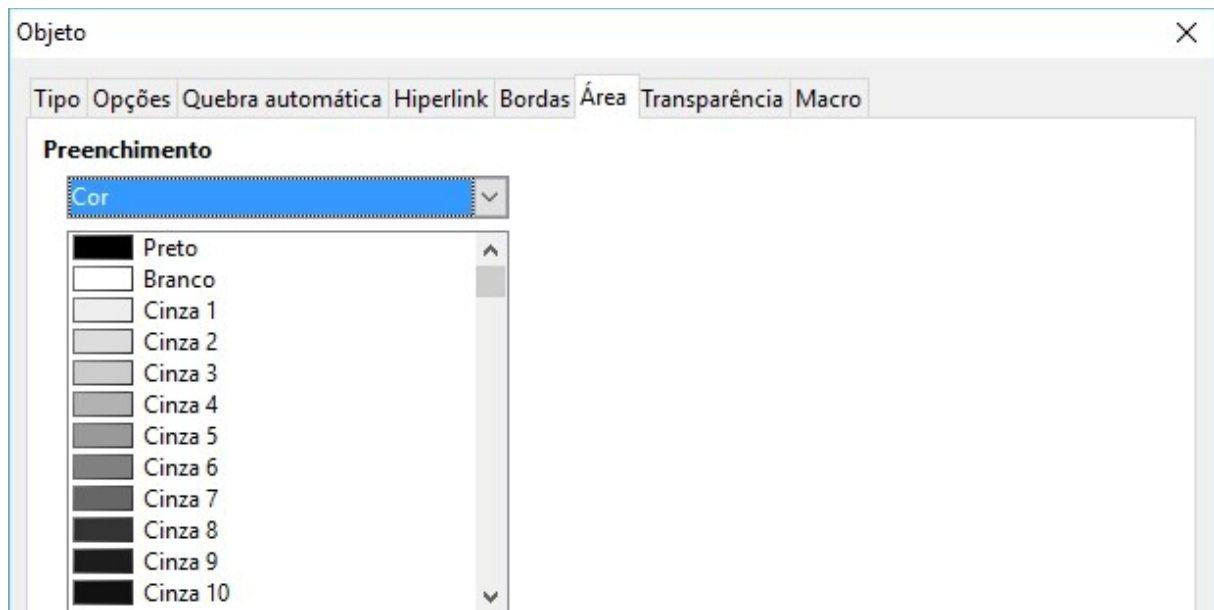 Objeto
Tipo Opções Quebra automática Hiperlink Bordas Área Transparência Macro
Preenchimento
Cor
Preto
Branco
Cinza 1
Cinza 2
Cinza 3
Cinza 4
Cinza 5
Cinza 6
Cinza 7
Cinza 8
Cinza 9
Cinza 10